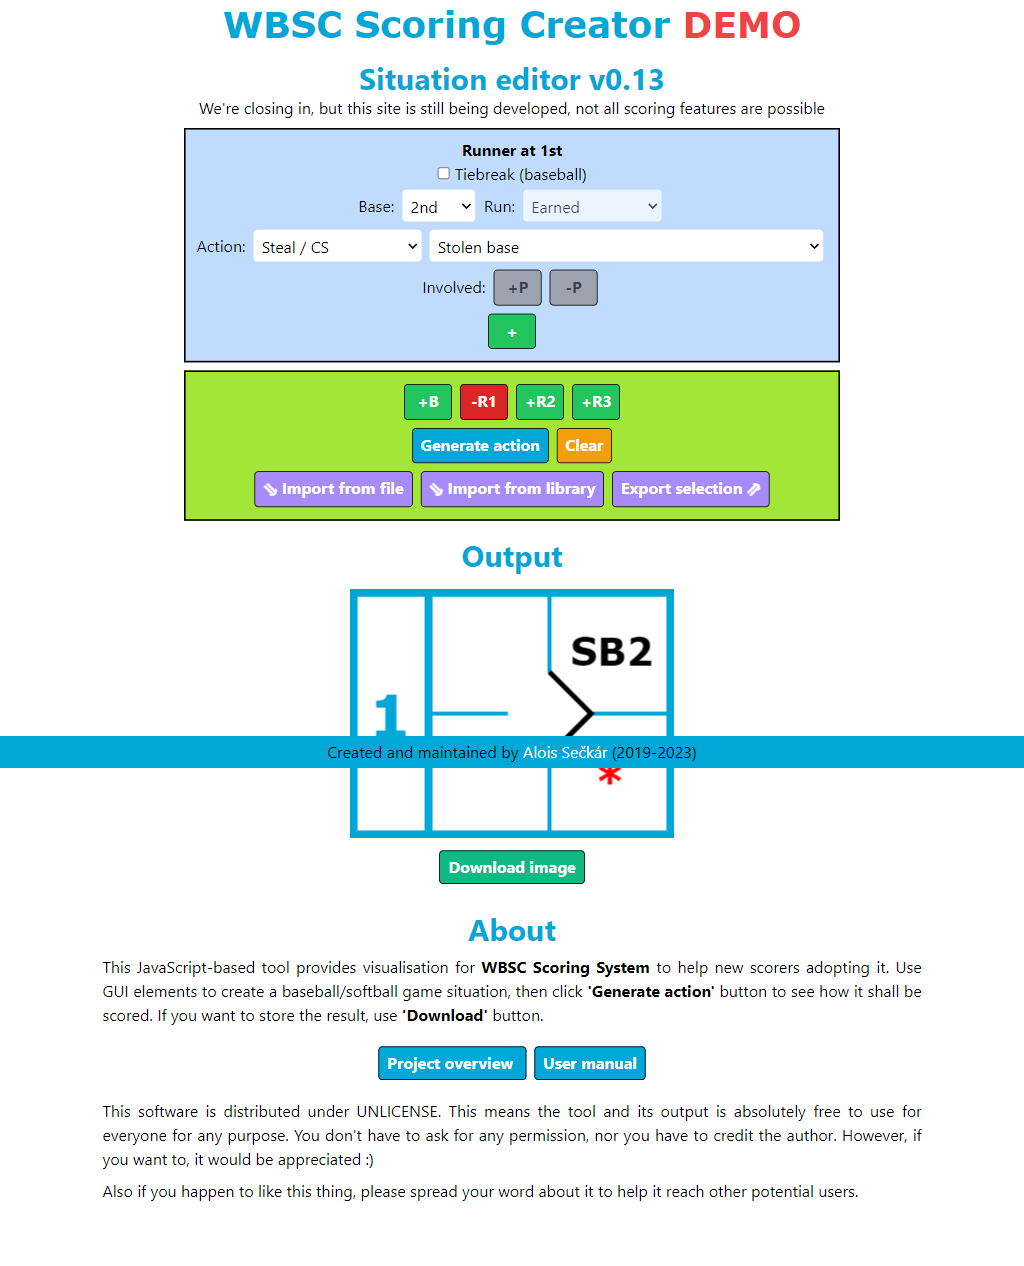 WBSC Scoring Creator DEMO
Situation editor v0.13
We're closing in, but this site is still being developed, not all scoring features are possible
Runner at 1st
Tiebreak (baseball)
Base: 2nd Run: Earned
Action: Steal / CS Stolen base
Involved: +P -P
+
+B -R1 +R2 +R3
Generate action Clear
⇘ Import from file ⇘ Import from library Export selection ⇗
Output
SB2
1
Created and maintained by Alois Sečkár (2019-2023)
*
Download image
About
This JavaScript-based tool provides visualisation for WBSC Scoring System to help new scorers adopting it. Use
GUI elements to create a baseball/softball game situation, then click 'Generate action' button to see how it shall be
scored. If you want to store the result, use 'Download' button.
Project overview User manual
This software is distributed under UNLICENSE. This means the tool and its output is absolutely free to use for
everyone for any purpose. You don't have to ask for any permission, nor you have to credit the author. However, if
you want to, it would be appreciated :)
Also if you happen to like this thing, please spread your word about it to help it reach other potential users.